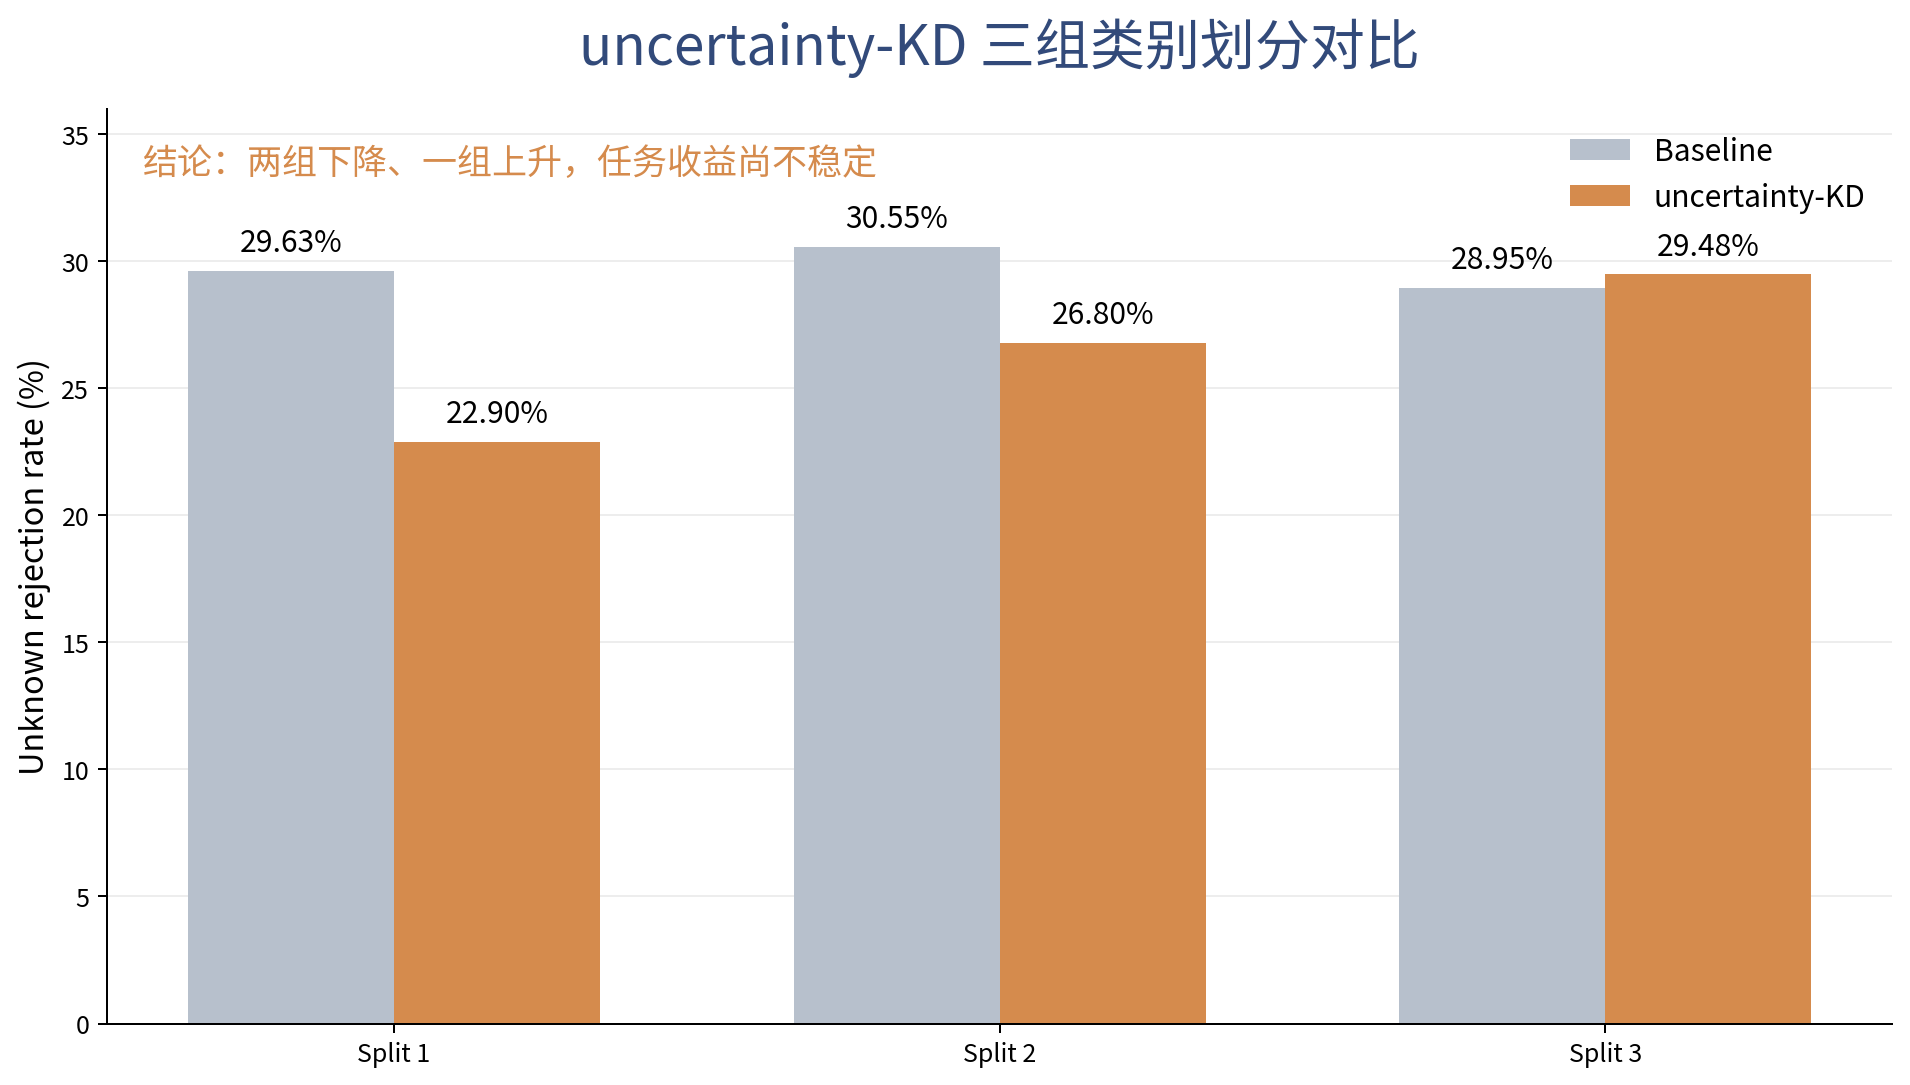 uncertainty-KD 三组类别划分对比
结论：两组下降、一组上升，任务收益尚不稳定
Baseline
uncertainty-KD
Unknown rejection rate (%)
35
30
25
20
15
10
5
0
29.63%
22.90%
30.55%
26.80%
28.95%
29.48%
Split 1
Split 2
Split 3